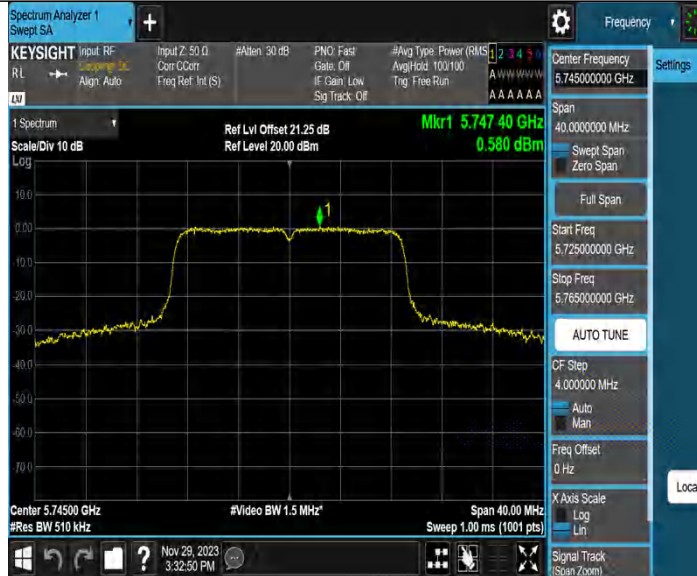 Spectrum Analyzer 1
Swept SA
+
Frequency
KEYSIGHT
RL
Input: RF
Coupling: DC
Align: Auto
Input Z: 50 Ω
Corr CCorr
Freq Ref: Int (S)
#Atten: 30 dB
PNO: Fast
Gate: Off
IF Gain: Low
Sig Track: Off
#Avg Type: Power (RMS
Avg|Hold: 100/100
Trig: Free Run
1 2 3 4 5 6
A W W W W W
A A A A A A
1 Spectrum
Scale/Div 10 dB
Ref Lvl Offset 21.25 dB
Ref Level 20.00 dBm
Mkr1 5.747 40 GHz
0.580 dBm
Log
10.0
0.00
-10.0
-20.0
-30.0
-40.0
-50.0
-60.0
-70.0
1
Center 5.74500 GHz
#Res BW 510 kHz
#Video BW 1.5 MHz*
Span 40.00 MHz
Sweep 1.00 ms (1001 pts)
?
Nov 29, 2023
3:32:50 PM
Center Frequency
5.745000000 GHz
Settings
Span
40.0000000 MHz
Swept Span
Zero Span
Full Span
Start Freq
5.725000000 GHz
Stop Freq
5.765000000 GHz
AUTO TUNE
CF Step
4.000000 MHz
Auto
Man
Freq Offset
0 Hz
X Axis Scale
Log
Lin
Loca
Signal Track
(Span Zoom)